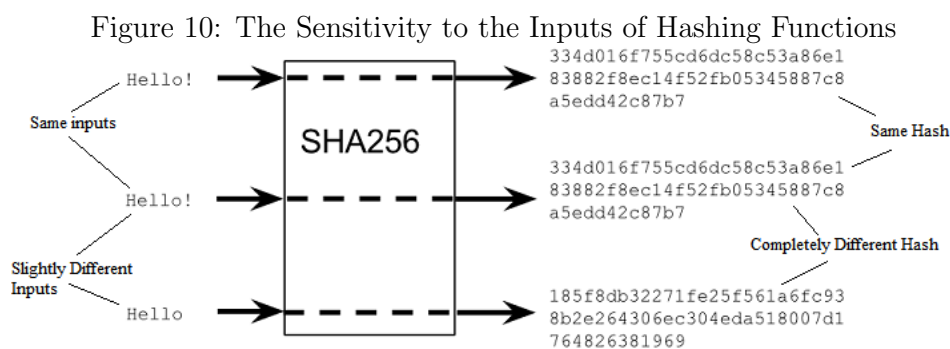 Figure 10: The Sensitivity to the Inputs of Hashing Functions
Hello!
334d016f755cd6dc58c53a86e1
83882f8ec14f52fb05345887c8
a5edd42c87b7
Same inputs
SHA256
Same Hash
Hello!
334d016f755cd6dc58c53a86e1
83882f8ec14f52fb05345887c8
a5edd42c87b7
Slightly Different
Inputs
Completely Different Hash
Hello
185f8db32271fe25f561a6fc93
8b2e264306ec304eda518007d1
764826381969